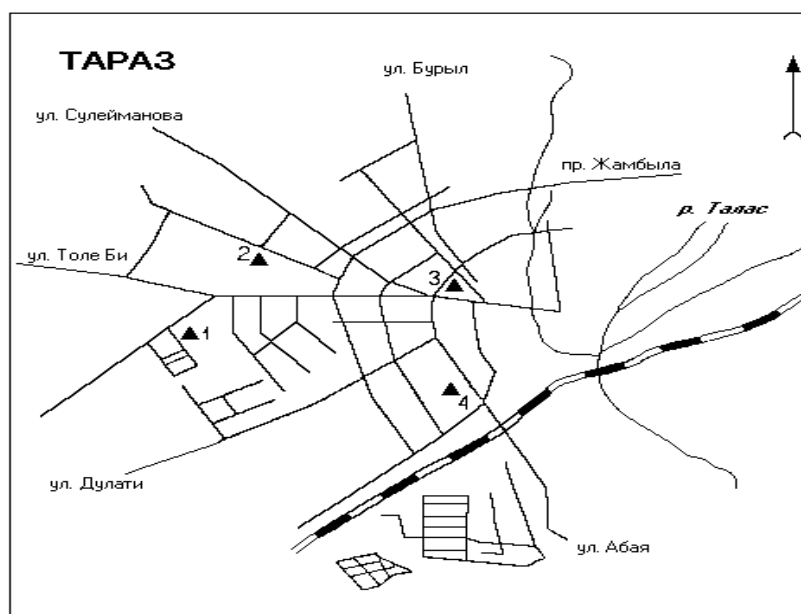 ТАРАЗ
ул. Бурыл
ул. Сулейманова
пр. Жамбыла
р. Талас
ул. Толе Би
2
3
1
4
ул. Дулати
ул. Абая